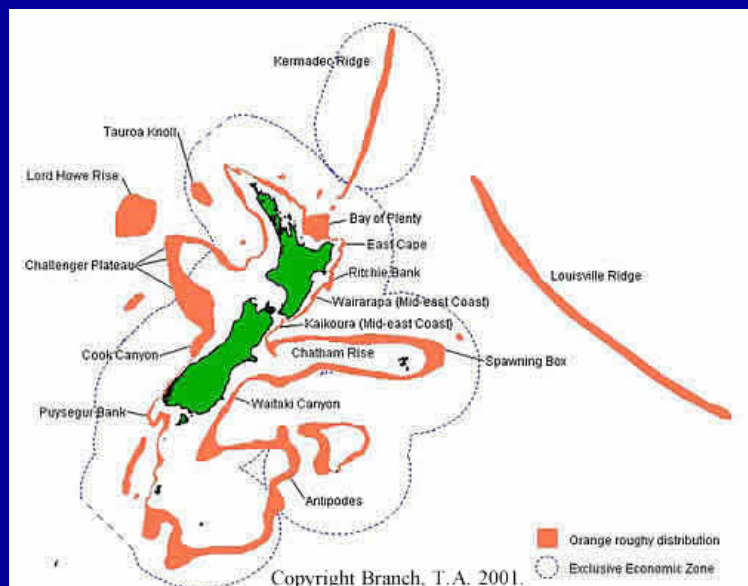 Kermadec Ridge
Tauroa Knoll
Lord Howe Rise
Bay of Plenty
East Cape
Challenger Plateau
Ritchie Bank
Louisville Ridge
Wairarapa (Mid-east Coast)
Kaikoura (Mid-east Coast)
Cook Canyon
Chatham Rise
Spawning Box
Puysegur Bank
Waitaki Canyon
Antipodes
Orange roughy distribution
Exclusive Economic Zone
Copyright Branch, T.A. 2001.